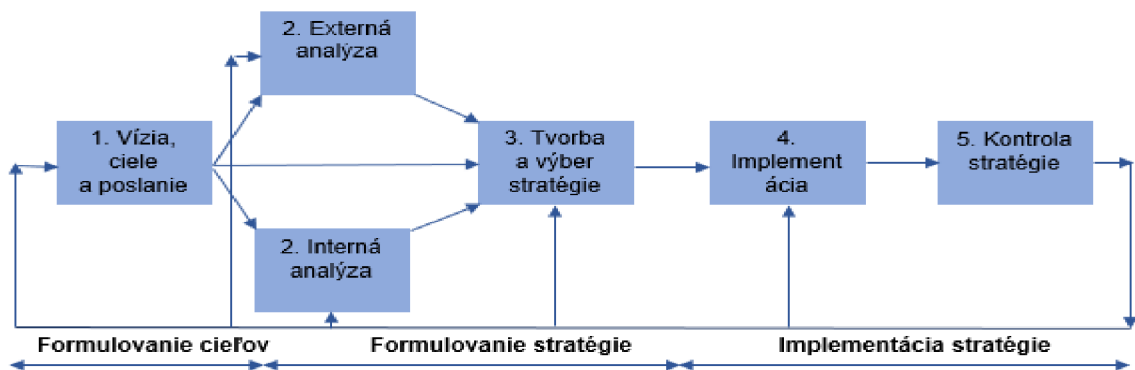 2. Externá
analýza
1. Vízia,
ciele
a poslanie
3. Tvorba
a výber
stratégie
4.
Implement
ácia
5. Kontrola
stratégie
2. Interná
analýza
Formulovanie cieľov
Formulovanie stratégie
Implementácia stratégie